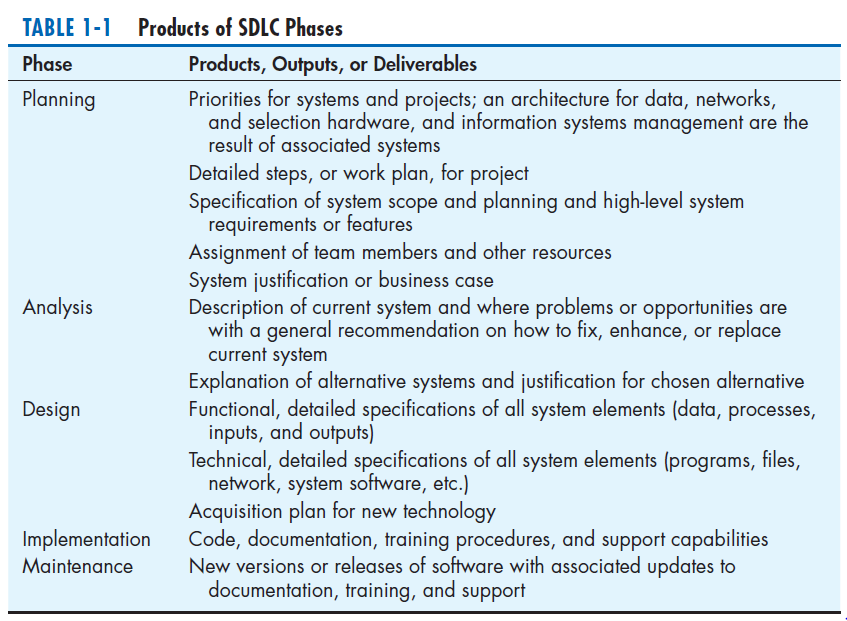 TABLE 1-1 Products of SDLC Phases
Phase Products, Outputs, or Deliverables
Planning Priorities for systems and projects; an architecture for data, networks,
and selection hardware, and information systems management are the
result of associated systems
Detailed steps, or work plan, for project
Specification of system scope and planning and high-level system
requirements or features
Assignment of team members and other resources
System justification or business case
Analysis Description of current system and where problems or opportunities are
with a general recommendation on how to fix, enhance, or replace
current system
Explanation of alternative systems and justification for chosen alternative
Design Functional, detailed specifications of all system elements (data, processes,
inputs, and outputs)
Technical, detailed specifications of all system elements (programs, files,
network, system software, etc.)
Acquisition plan for new technology
Implementation Code, documentation, training procedures, and support capabilities
Maintenance New versions or releases of software with associated updates to
documentation, training, and support